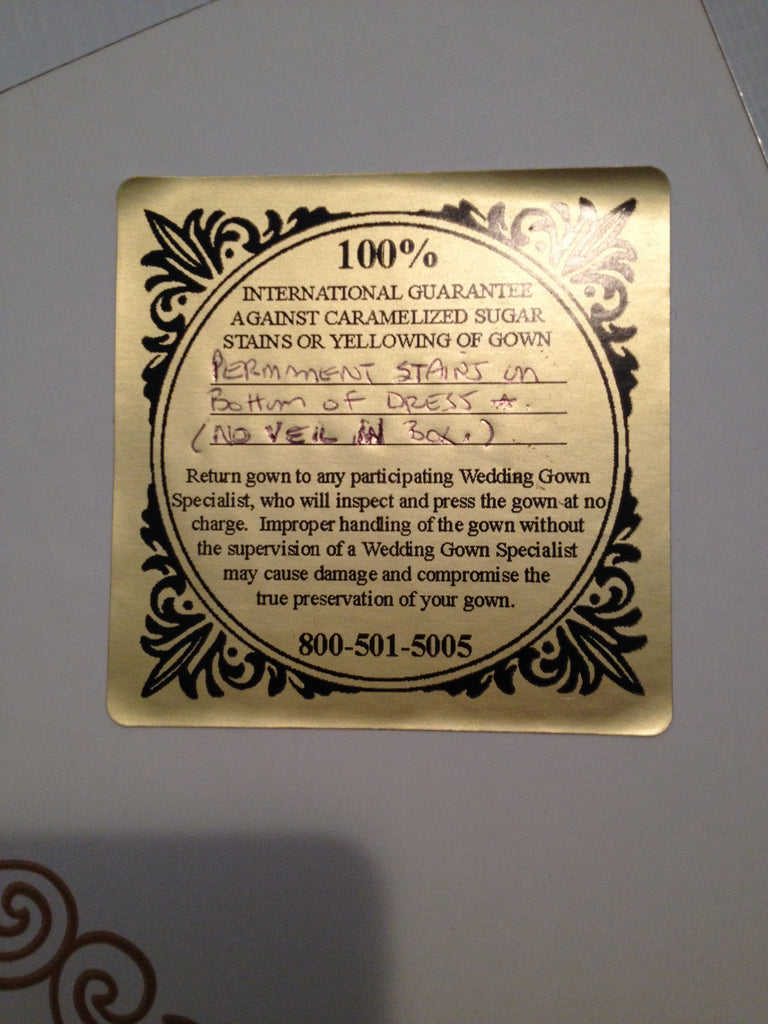 100%
INTERNATIONAL GUARANTEE
AGAINST CARAMELIZED SUGAR
STAINS OR YELLOWING OF GOWN
PERMANENT STAINS ON
BOttom OF DRESS ☆.
(NO VEIL IN BOX.)
Return gown to any participating Wedding Gown
Specialist, who will inspect and press the gown at no
charge. Improper handling of the gown without
the supervision of a Wedding Gown Specialist
may cause damage and compromise the
true preservation of your gown.
800-501-5005